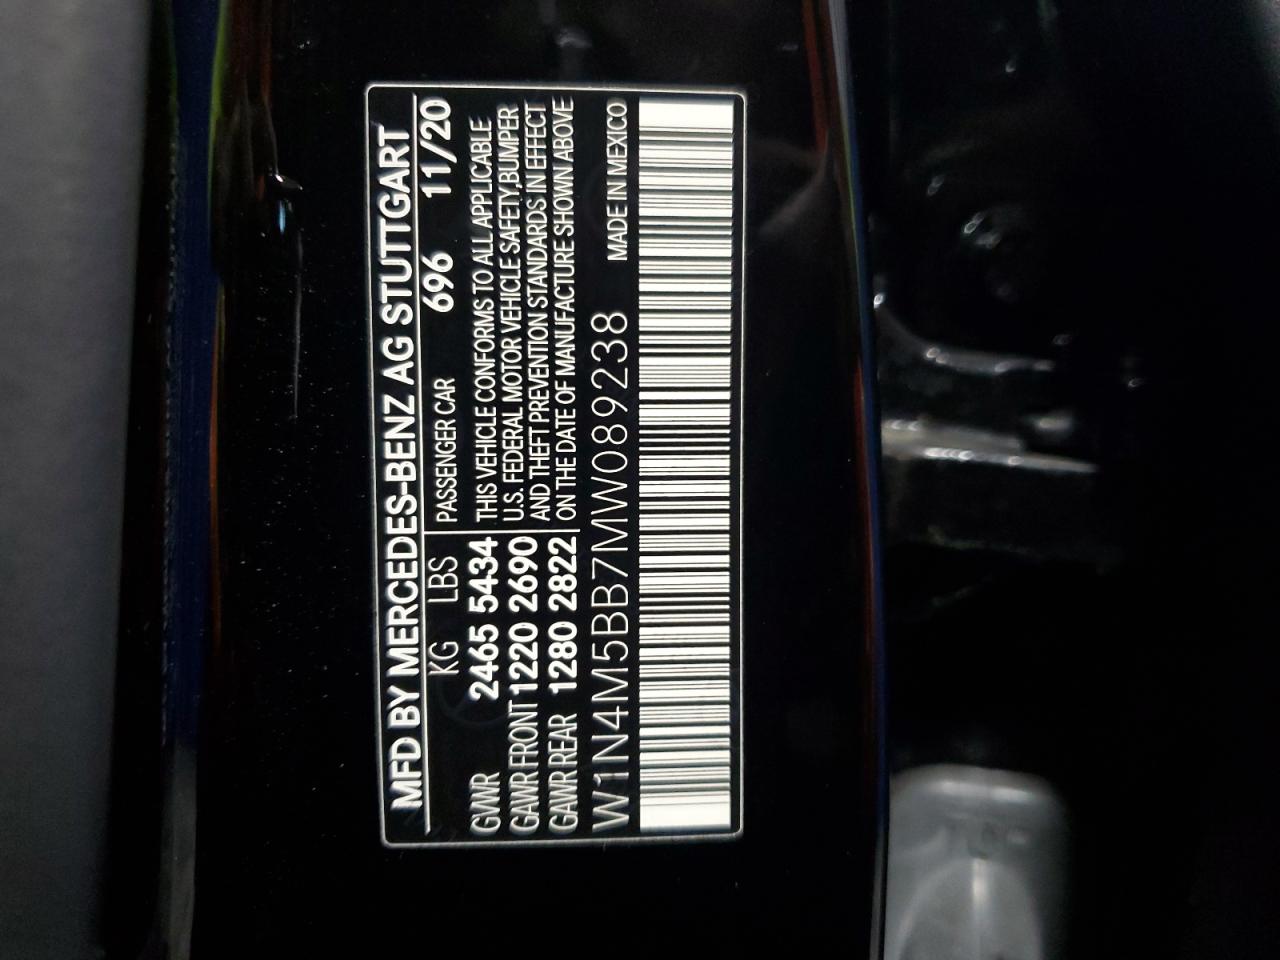 MFD BY MERCEDES-BENZ AG STUTTGART
KG LBS
GVWR 2465 5434
GAWR FRONT 1220 2690
GAWR REAR 1280 2822
PASSENGER CAR 696 11/20
THIS VEHICLE CONFORMS TO ALL APPLICABLE
U.S. FEDERAL MOTOR VEHICLE SAFETY,BUMPER
AND THEFT PREVENTION STANDARDS IN EFFECT
ON THE DATE OF MANUFACTURE SHOWN ABOVE
W1N4M5BB7MW089238 MADE IN MEXICO